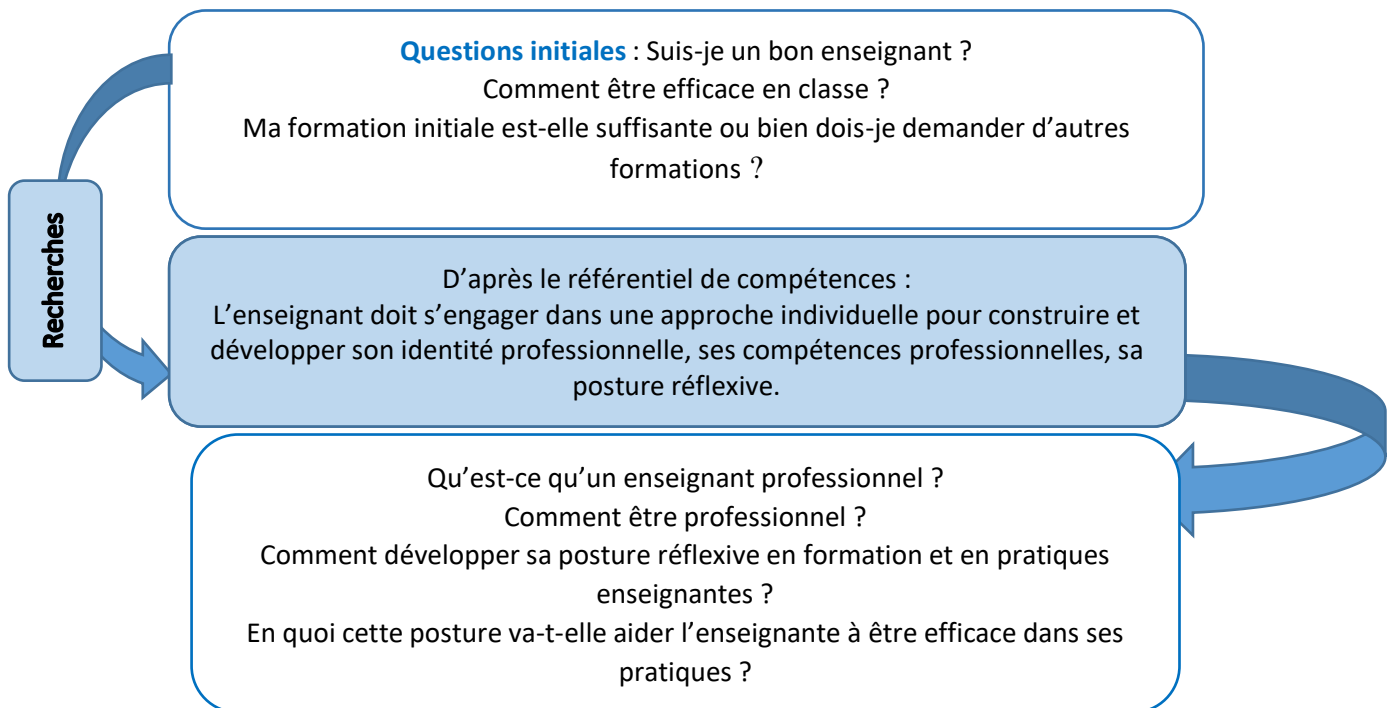 Questions initiales : Suis-je un bon enseignant ?
Comment être efficace en classe ?
Ma formation initiale est-elle suffisante ou bien dois-je demander d’autres
formations ?
Recherches
D’après le référentiel de compétences :
L’enseignant doit s’engager dans une approche individuelle pour construire et
développer son identité professionnelle, ses compétences professionnelles, sa
posture réflexive.
Qu’est-ce qu’un enseignant professionnel ?
Comment être professionnel ?
Comment développer sa posture réflexive en formation et en pratiques
enseignantes ?
En quoi cette posture va-t-elle aider l’enseignante à être efficace dans ses
pratiques ?